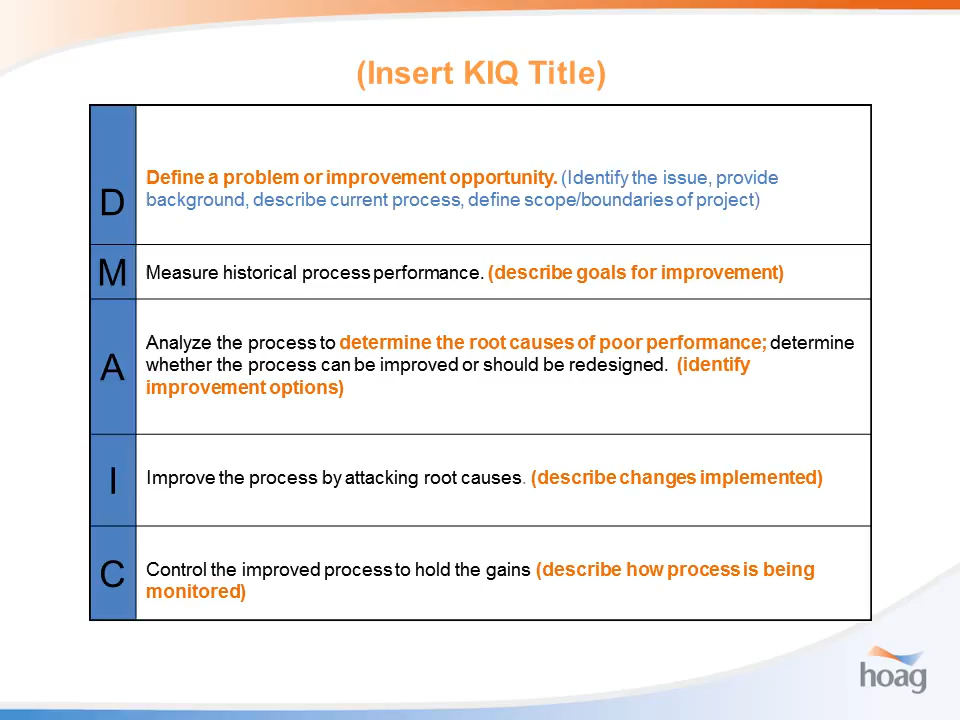 (Insert KIQ Title)
D
Define a problem or improvement opportunity. (Identify the issue, provide
background, describe current process, define scope/boundaries of project)
M
Measure historical process performance. (describe goals for improvement)
A
Analyze the process to determine the root causes of poor performance; determine
whether the process can be improved or should be redesigned. (identify
improvement options)
I
Improve the process by attacking root causes. (describe changes implemented)
C
Control the improved process to hold the gains (describe how process is being
monitored)
hoag